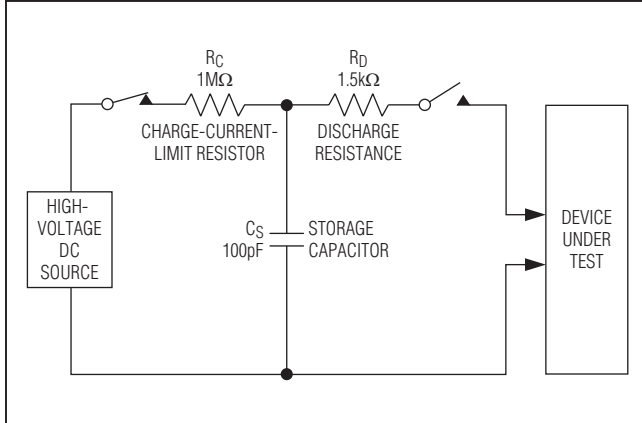 R_C
1MΩ
CHARGE-CURRENT-
LIMIT RESISTOR
R_D
1.5kΩ
DISCHARGE
RESISTANCE
HIGH-
VOLTAGE
DC
SOURCE
C_S
100pF
STORAGE
CAPACITOR
DEVICE
UNDER
TEST